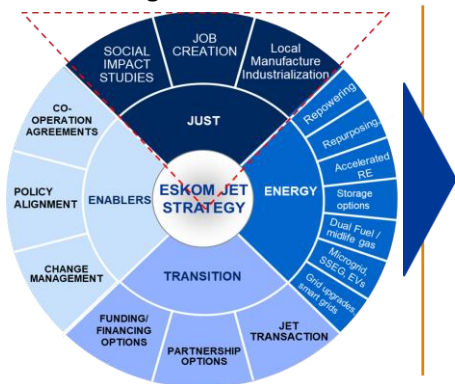 SOCIAL
IMPACT
STUDIES
JOB
CREATION
Local
Manufacture
Industrialization
JUST
CO-
OPERATION
AGREEMENTS
POLICY
ALIGNMENT
CHANGE
MANAGEMENT
ENABLERS
ESKOM JET
STRATEGY
ENERGY
Repowering
Repurposing,
Accelerated
RE
Storage
options
Dual Fuel /
midlife gas
Microgrid,
SSEG, EVs
Grid upgrades,
smart grids
TRANSITION
FUNDING/
FINANCING
OPTIONS
PARTNERSHIP
OPTIONS
JET
TRANSACTION